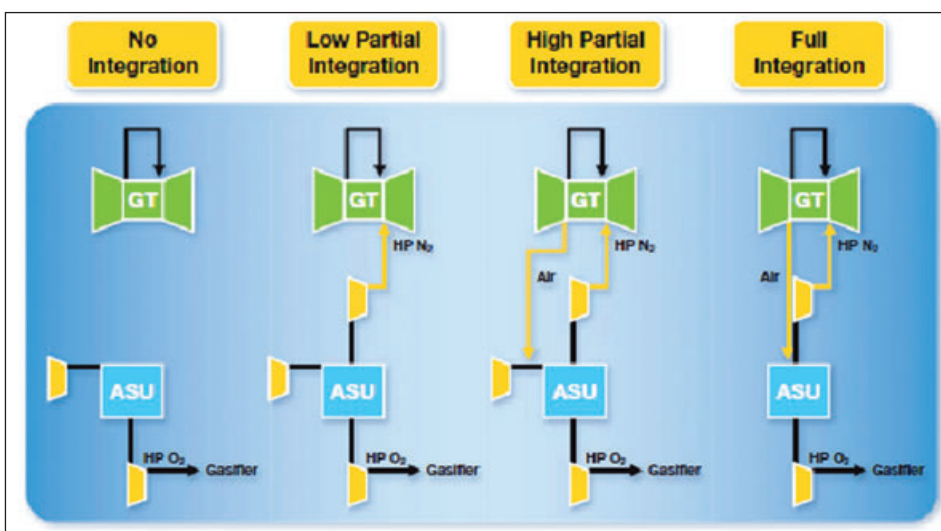 No
Integration
Low Partial
Integration
High Partial
Integration
Full
Integration
GT
GT
GT
GT
HP N₂
HP N₂
HP N₂
Air
Air
ASU
ASU
ASU
ASU
HP O₂
Gasifier
HP O₂
Gasifier
HP O₂
Gasifier
HP O₂
Gasifier